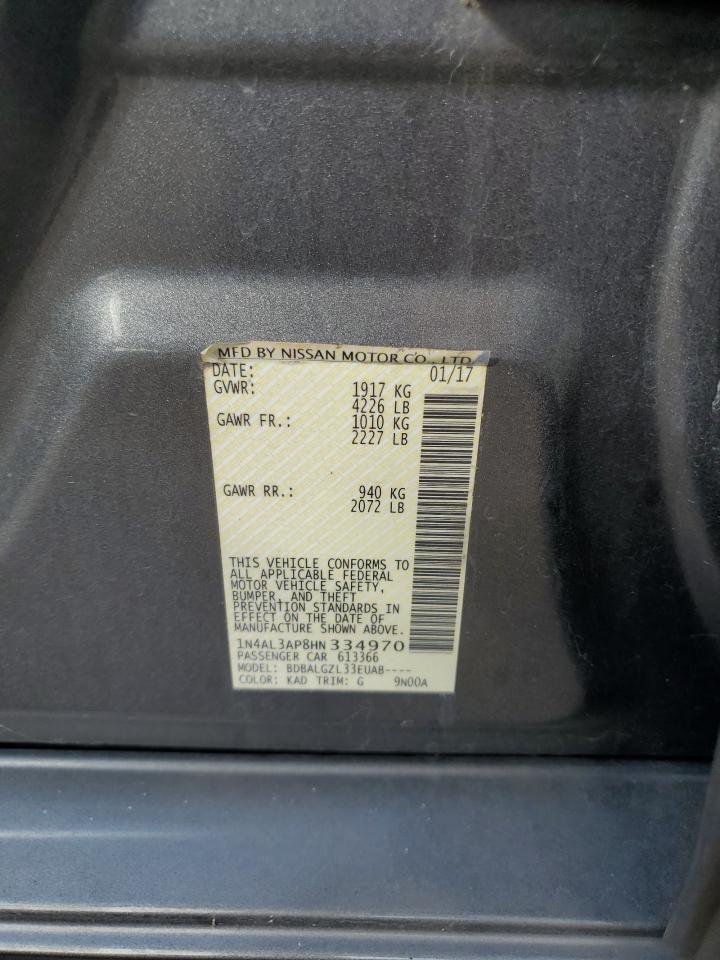 MFD BY NISSAN MOTOR CO., LTD
DATE: 01/17
GVWR: 1917 KG
4226 LB
GAWR FR.: 1010 KG
2227 LB
GAWR RR.: 940 KG
2072 LB
THIS VEHICLE CONFORMS TO
ALL APPLICABLE FEDERAL
MOTOR VEHICLE SAFETY,
BUMPER, AND THEFT
PREVENTION STANDARDS IN
EFFECT ON THE DATE OF
MANUFACTURE SHOWN ABOVE.
1N4AL3AP8HN334970
PASSENGER CAR 613366
MODEL: BDBALGZL33EUAB----
COLOR: KAD TRIM: G 9N00A